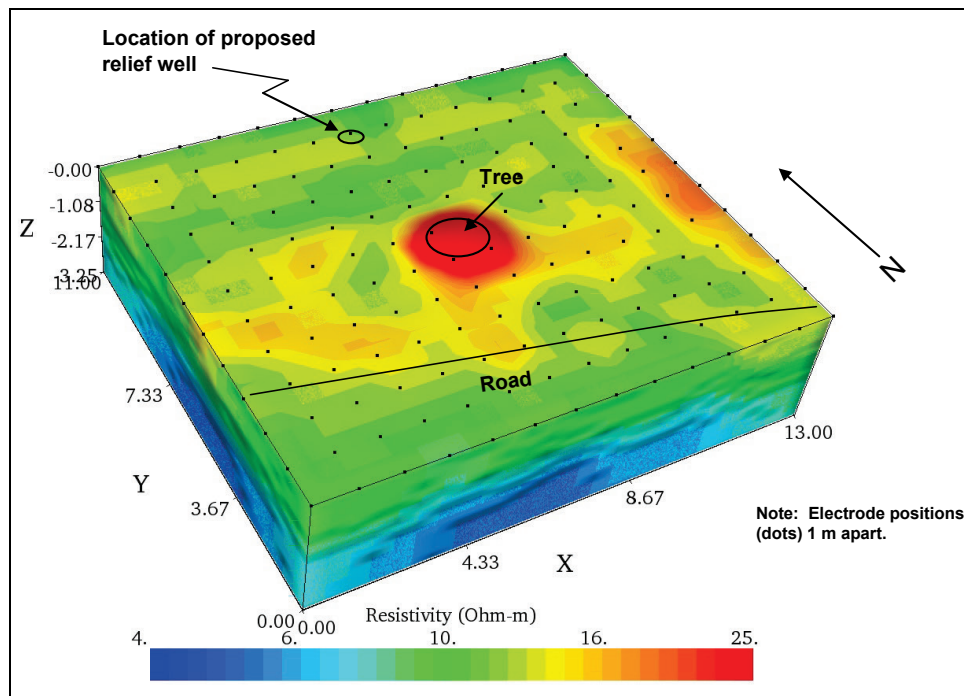 Location of proposed
relief well
Tree
-0.00
-1.08
Z
-2.17
-3.25
11.00
N
Road
7.33
13.00
Y
3.67
8.67
Note: Electrode positions
(dots) 1 m apart.
4.33
X
0.00
0.00
Resistivity (Ohm-m)
4. 6. 10. 16. 25.